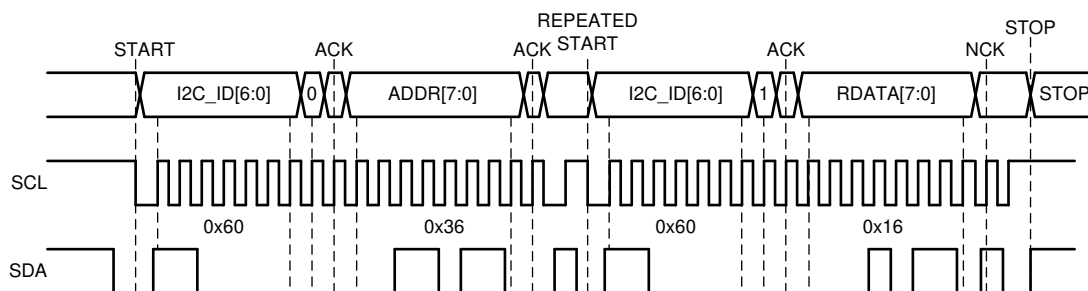 REPEATED
START ACK ACK START ACK NCK STOP
I2C_ID[6:0] 0 ADDR[7:0] I2C_ID[6:0] 1 RDATA[7:0] STOP
SCL
0x60 0x36 0x60 0x16
SDA